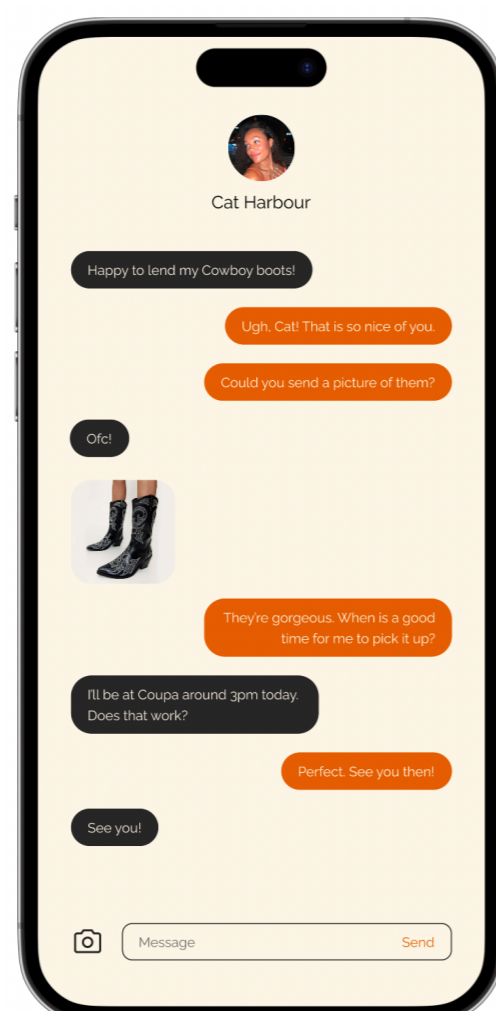 Cat Harbour
Happy to lend my Cowboy boots!
Ugh, Cat! That is so nice of you.
Could you send a picture of them?
Ofc!
They're gorgeous. When is a good
time for me to pick it up?
I'll be at Coupa around 3pm today.
Does that work?
Perfect. See you then!
See you!
Message
Send